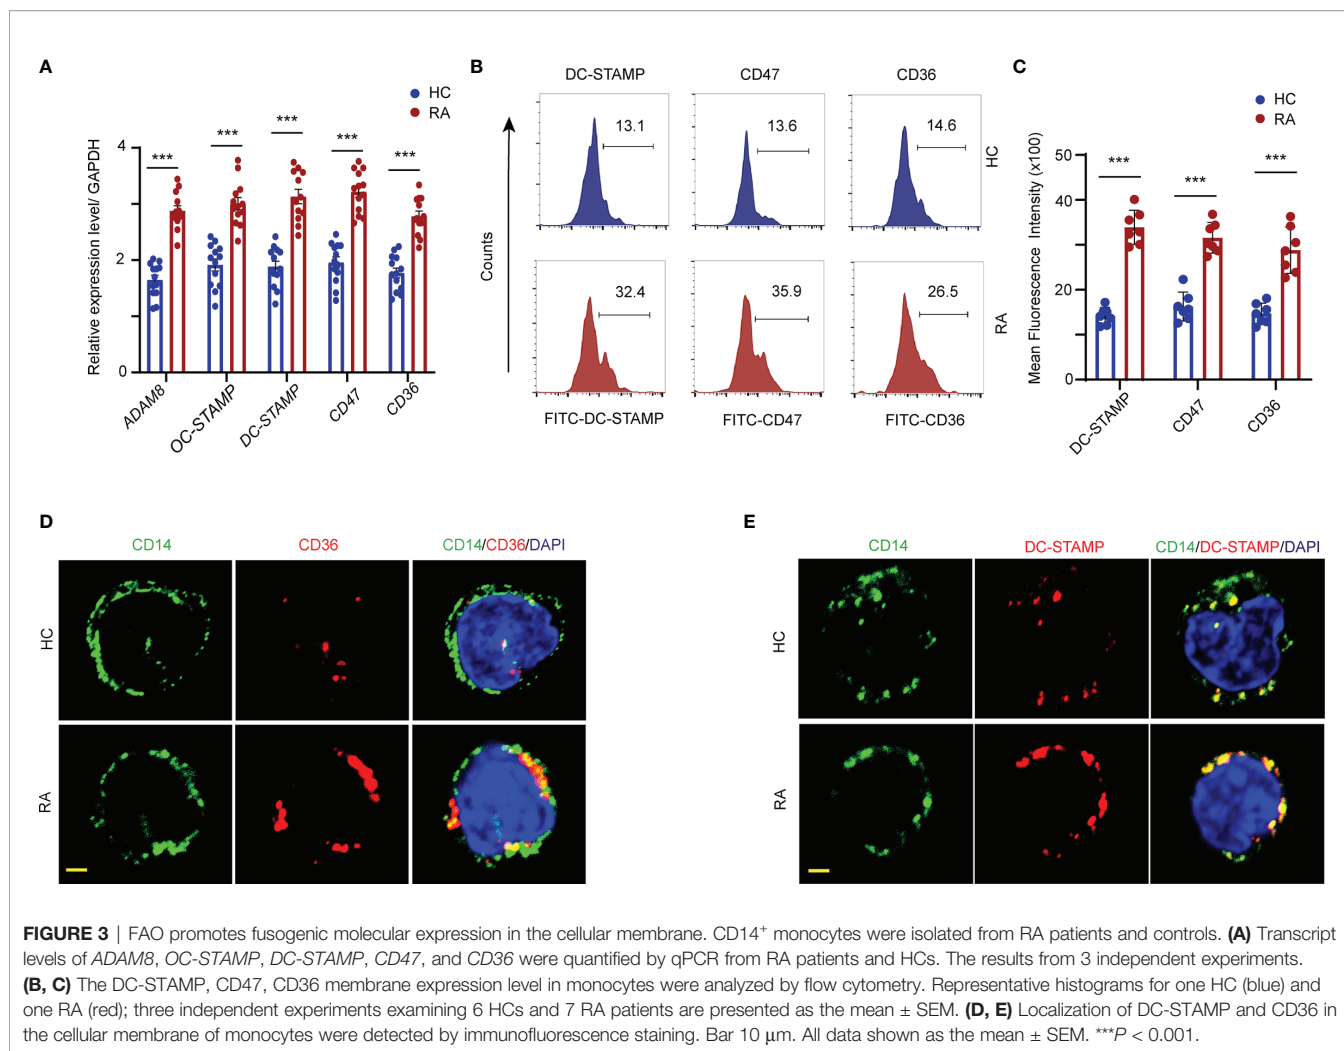 A
HC
RA
***
***
***
***
***
Relative expression level/ GAPDH
4
2
0
ADAM8
OC-STAMP
DC-STAMP
CD47
CD36
B
DC-STAMP
CD47
CD36
13.1
13.6
14.6
HC
Counts
32.4
35.9
26.5
RA
FITC-DC-STAMP
FITC-CD47
FITC-CD36
C
HC
RA
***
***
***
Mean Fluorescence Intensity (x100)
50
40
20
0
DC-STAMP
CD47
CD36
D
CD14
CD36
CD14/CD36/DAPI
HC
RA
E
CD14
DC-STAMP
CD14/DC-STAMP/DAPI
HC
RA
FIGURE 3 | FAO promotes fusogenic molecular expression in the cellular membrane. CD14⁺ monocytes were isolated from RA patients and controls. (A) Transcript
levels of ADAM8, OC-STAMP, DC-STAMP, CD47, and CD36 were quantified by qPCR from RA patients and HCs. The results from 3 independent experiments.
(B, C) The DC-STAMP, CD47, CD36 membrane expression level in monocytes were analyzed by flow cytometry. Representative histograms for one HC (blue) and
one RA (red); three independent experiments examining 6 HCs and 7 RA patients are presented as the mean ± SEM. (D, E) Localization of DC-STAMP and CD36 in
the cellular membrane of monocytes were detected by immunofluorescence staining. Bar 10 μm. All data shown as the mean ± SEM. ***P < 0.001.